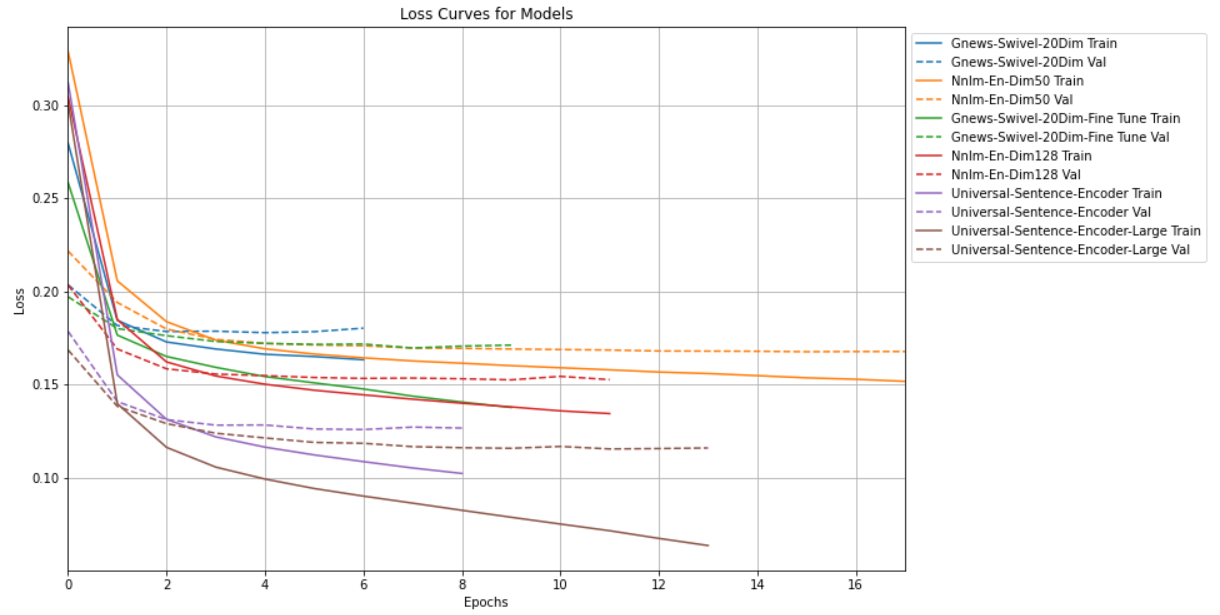 Loss Curves for Models
Gnews-Swivel-20Dim Train
Gnews-Swivel-20Dim Val
Nnlm-En-Dim50 Train
Nnlm-En-Dim50 Val
Gnews-Swivel-20Dim-Fine Tune Train
Gnews-Swivel-20Dim-Fine Tune Val
Nnlm-En-Dim128 Train
Nnlm-En-Dim128 Val
Universal-Sentence-Encoder Train
Universal-Sentence-Encoder Val
Universal-Sentence-Encoder-Large Train
Universal-Sentence-Encoder-Large Val
0.30
0.25
0.20
0.15
0.10
Loss
0 2 4 6 8 10 12 14 16
Epochs